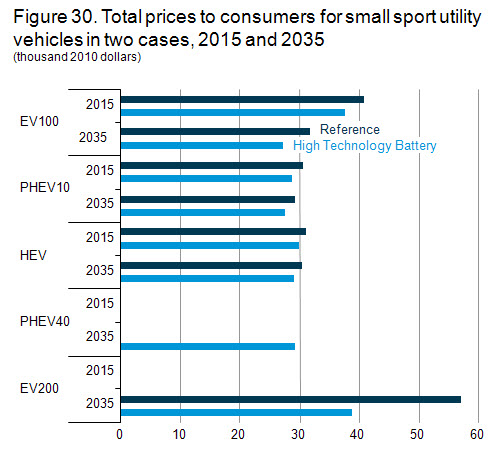 Figure 30. Total prices to consumers for small sport utility
vehicles in two cases, 2015 and 2035
(thousand 2010 dollars)
EV100
2015
2035
Reference
High Technology Battery
PHEV10
2015
2035
HEV
2015
2035
PHEV40
2015
2035
EV200
2015
2035
0 10 20 30 40 50 60